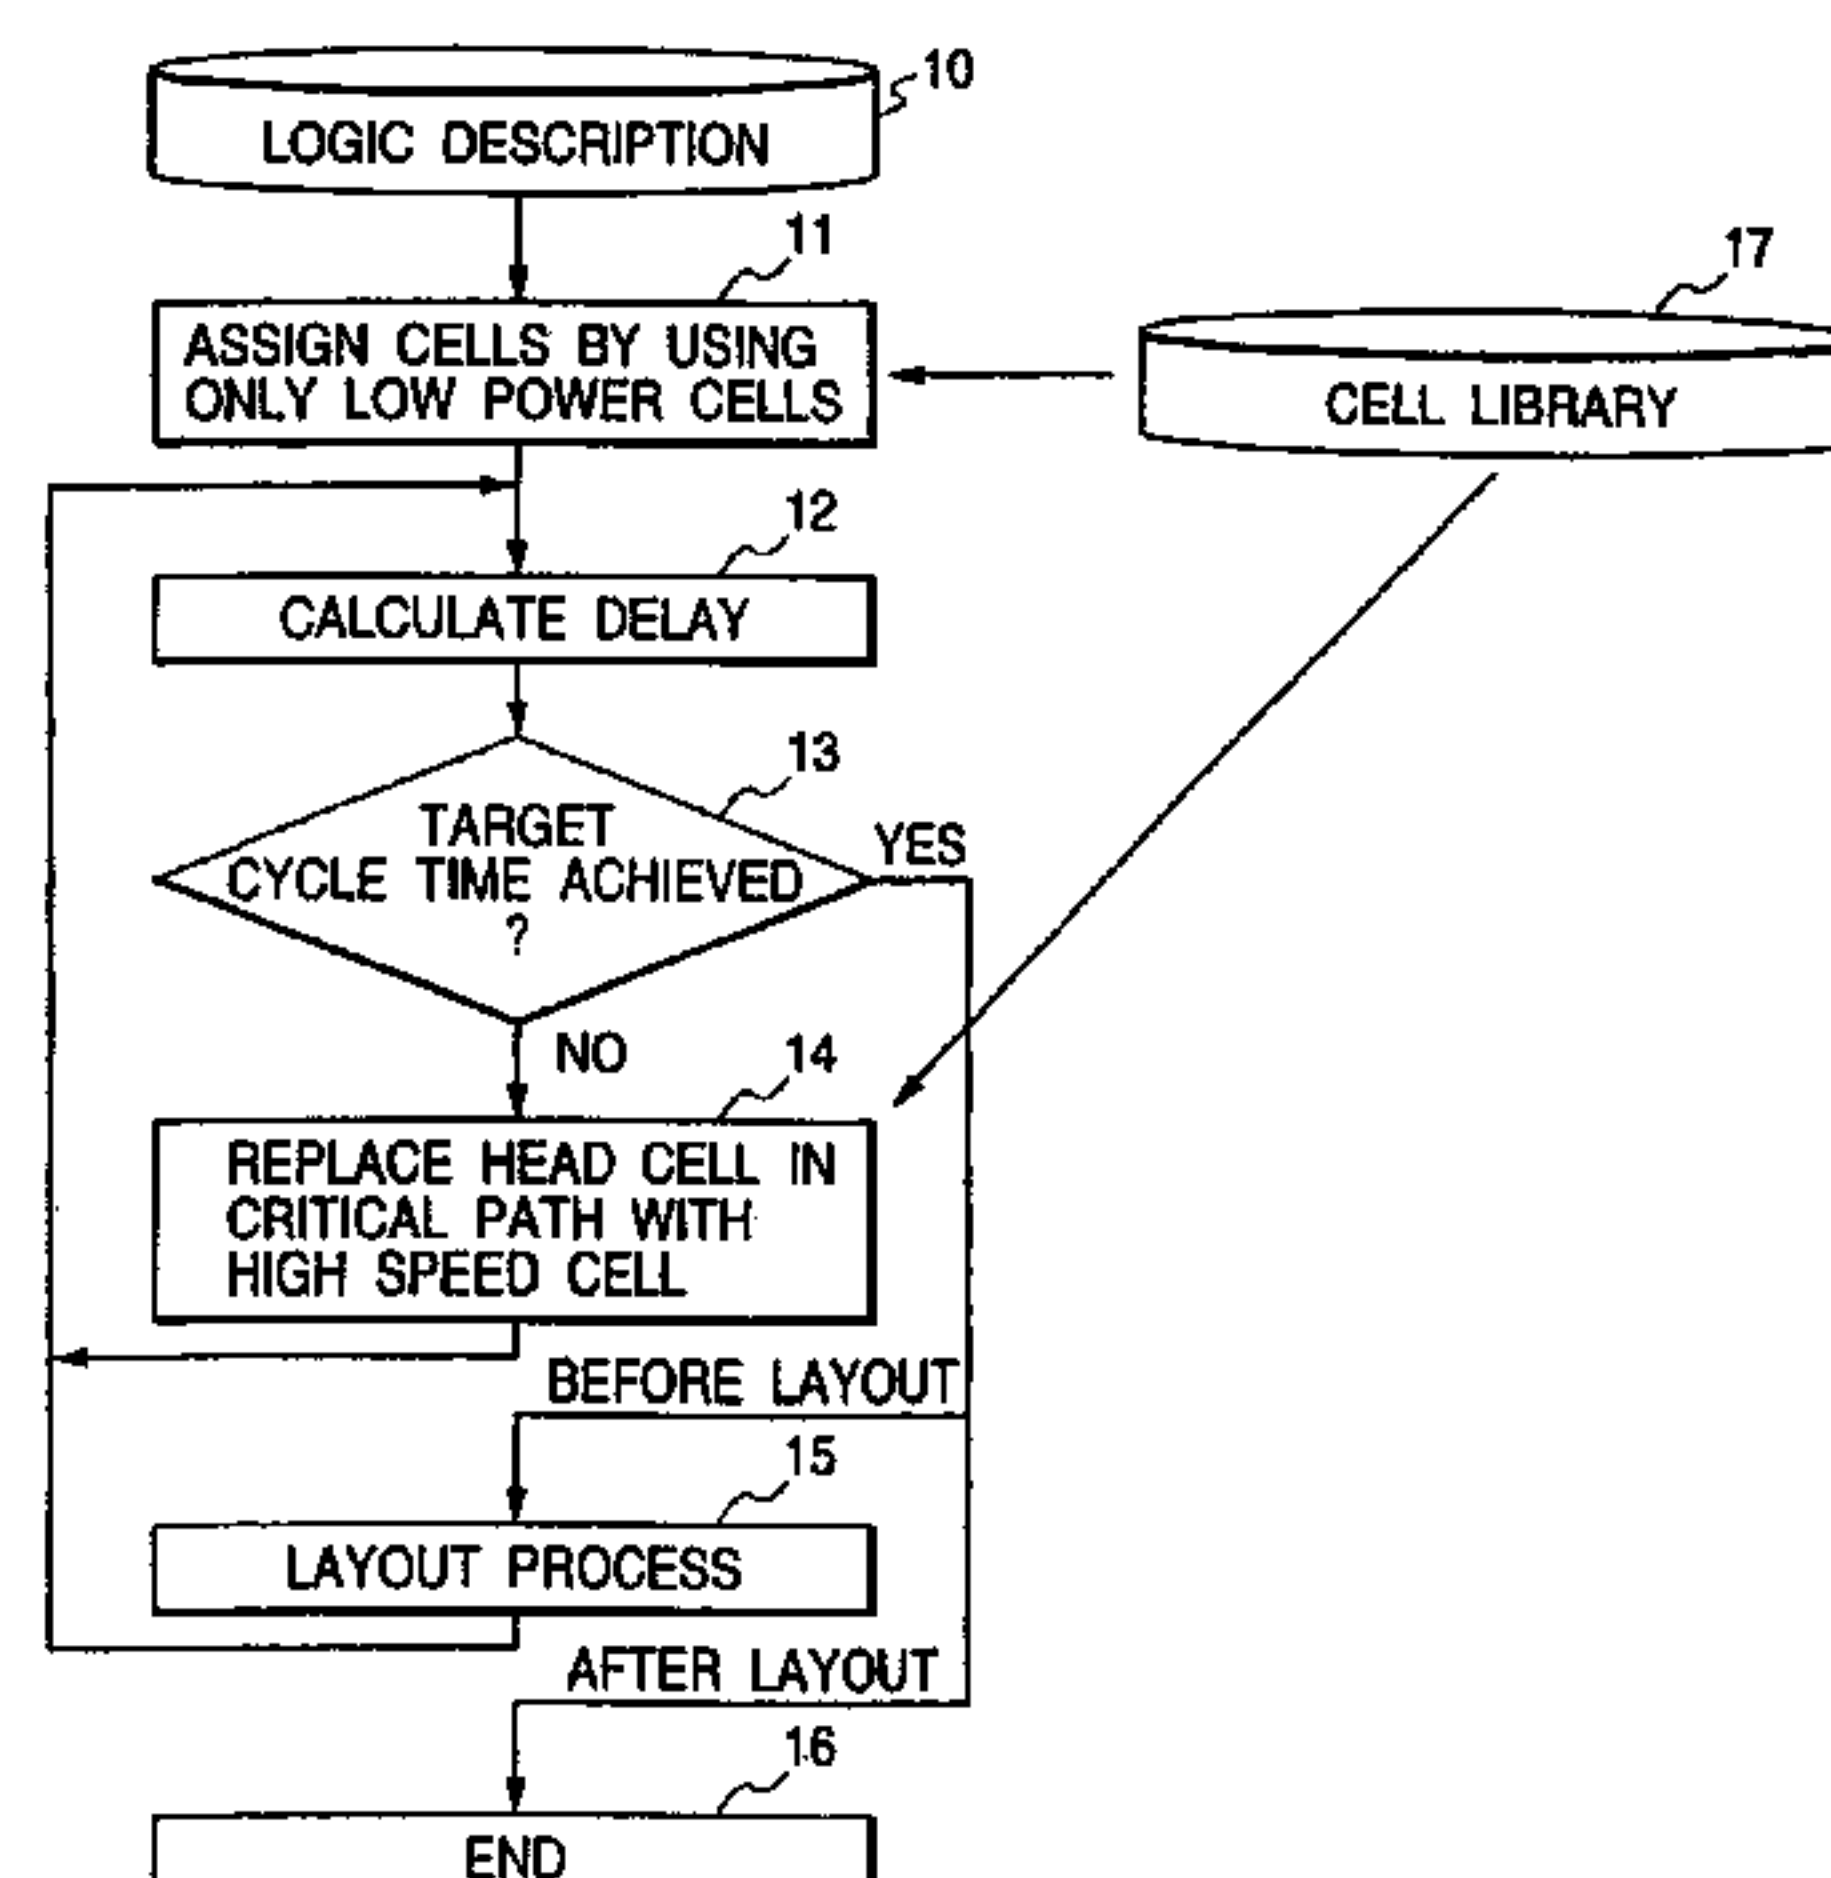 10
LOGIC DESCRIPTION
11
ASSIGN CELLS BY USING
ONLY LOW POWER CELLS
17
CELL LIBRARY
12
CALCULATE DELAY
13
TARGET
CYCLE TIME ACHIEVED
?
YES
NO
14
REPLACE HEAD CELL IN
CRITICAL PATH WITH
HIGH SPEED CELL
BEFORE LAYOUT
15
LAYOUT PROCESS
AFTER LAYOUT
16
END